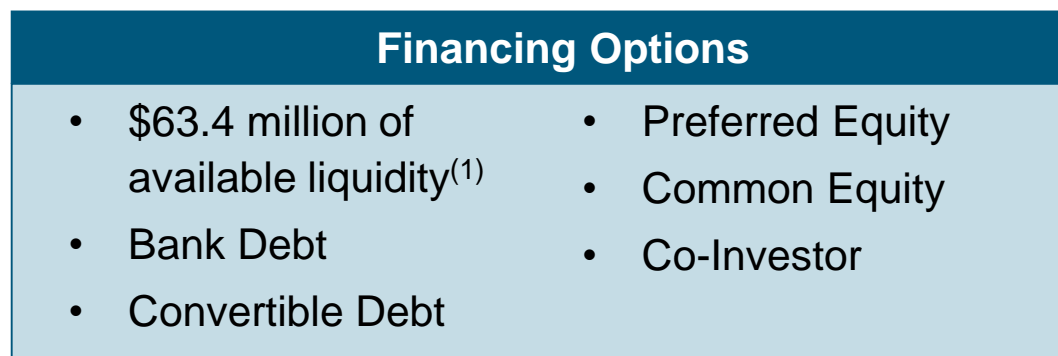 Financing Options
• $63.4 million of
available liquidity(1)
• Bank Debt
• Convertible Debt
• Preferred Equity
• Common Equity
• Co-Investor